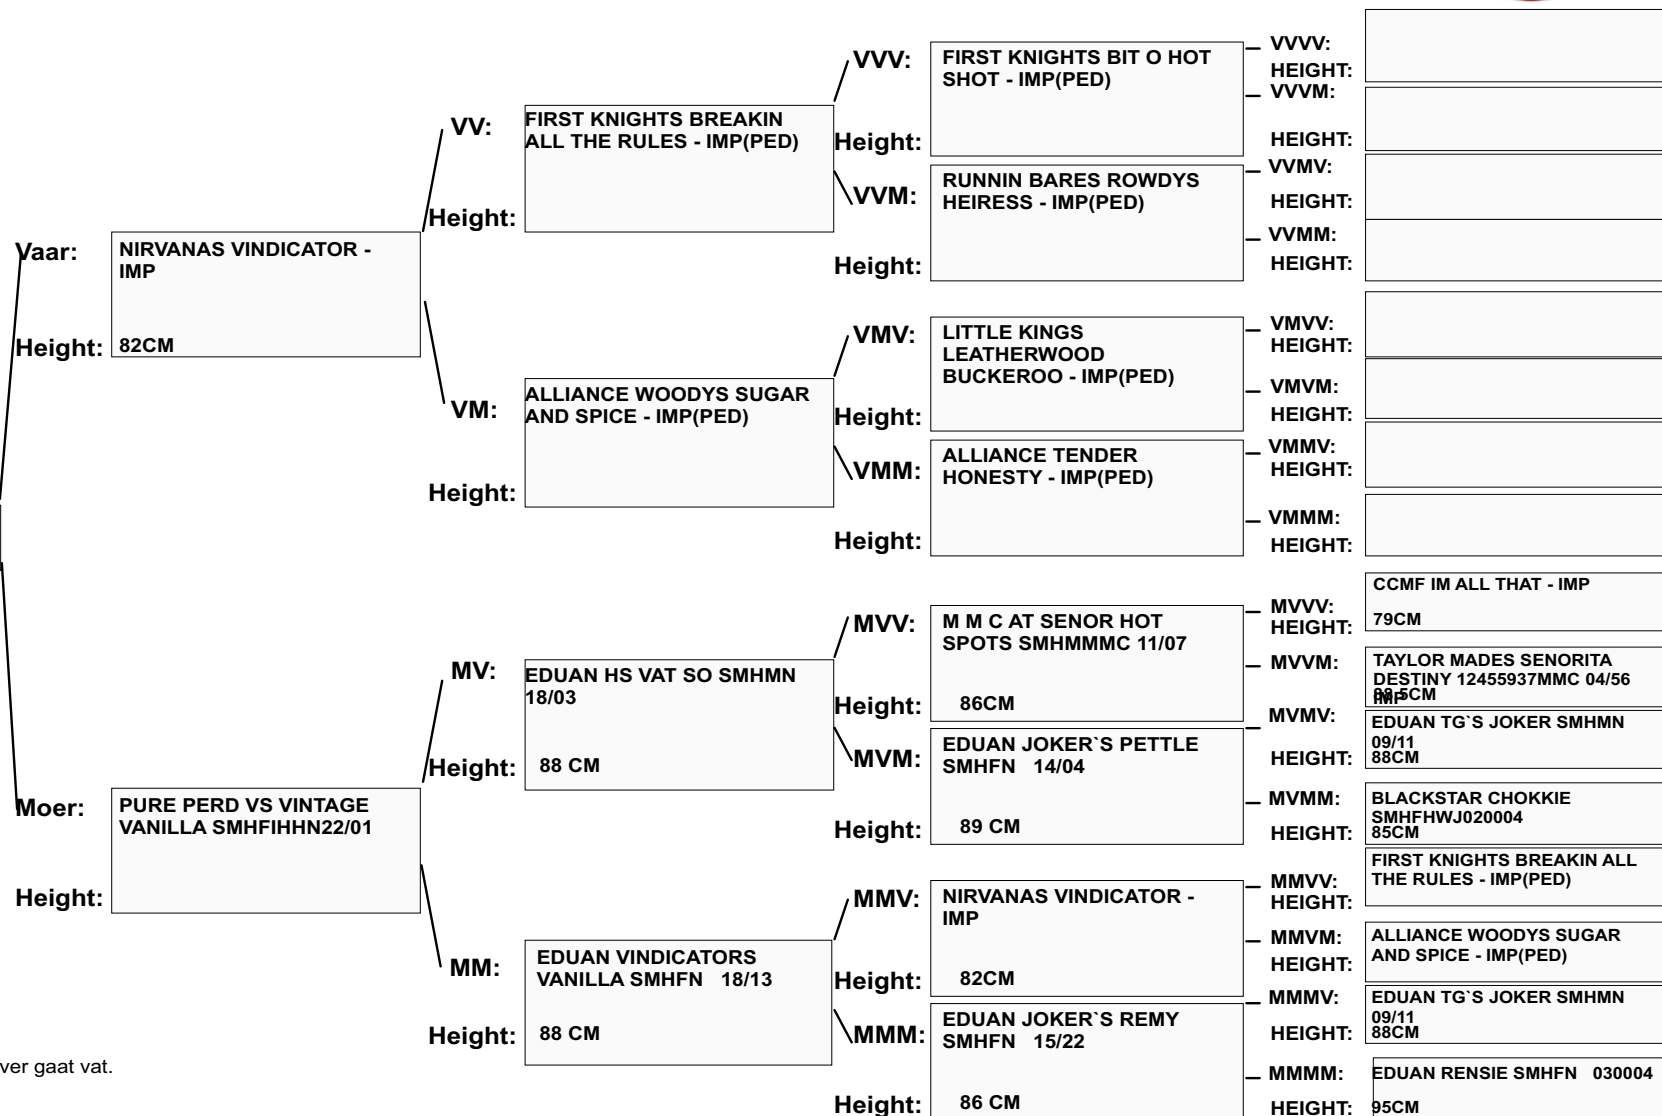 Vaar:
NIRVANAS VINDICATOR -
IMP
Height:
82CM
Moer:
PURE PERD VS VINTAGE
VANILLA SMHFIHHN22/01
Height:
ver gaat vat.
VV:
FIRST KNIGHTS BREAKIN
ALL THE RULES - IMP(PED)
Height:
VM:
ALLIANCE WOODYS SUGAR
AND SPICE - IMP(PED)
Height:
MV:
EDUAN HS VAT SO SMHMN
18/03
Height:
88 CM
MM:
EDUAN VINDICATORS
VANILLA SMHFN 18/13
Height:
88 CM
VVV:
FIRST KNIGHTS BIT O HOT
SHOT - IMP(PED)
Height:
VVM:
RUNNIN BARES ROWDYS
HEIRESS - IMP(PED)
Height:
VMV:
LITTLE KINGS
LEATHERWOOD
BUCKEROO - IMP(PED)
Height:
VMM:
ALLIANCE TENDER
HONESTY - IMP(PED)
Height:
MVV:
M M C AT SENOR HOT
SPOTS SMHMMMC 11/07
Height:
86CM
MVM:
EDUAN JOKER`S PETTLE
SMHFN 14/04
Height:
89 CM
MMV:
NIRVANAS VINDICATOR -
IMP
Height:
82CM
MMM:
EDUAN JOKER`S REMY
SMHFN 15/22
Height:
86 CM
VVVV:
HEIGHT:
VVVM:
HEIGHT:
VVMV:
HEIGHT:
VVMM:
HEIGHT:
VMVV:
HEIGHT:
VMVM:
HEIGHT:
VMMV:
HEIGHT:
VMMM:
HEIGHT:
MVVV:
HEIGHT:
CCMF IM ALL THAT - IMP
79CM
MVVM:
TAYLOR MADES SENORITA
DESTINY 12455937MMC 04/56
IMP
MVMV:
HEIGHT:
EDUAN TG`S JOKER SMHMN
09/11
88CM
MVMM:
HEIGHT:
BLACKSTAR CHOKKIE
SMHFHWJ020004
85CM
MMVV:
HEIGHT:
FIRST KNIGHTS BREAKIN ALL
THE RULES - IMP(PED)
MMVM:
HEIGHT:
ALLIANCE WOODYS SUGAR
AND SPICE - IMP(PED)
MMMV:
HEIGHT:
EDUAN TG`S JOKER SMHMN
09/11
88CM
MMMM:
HEIGHT:
EDUAN RENSIE SMHFN 030004
95CM